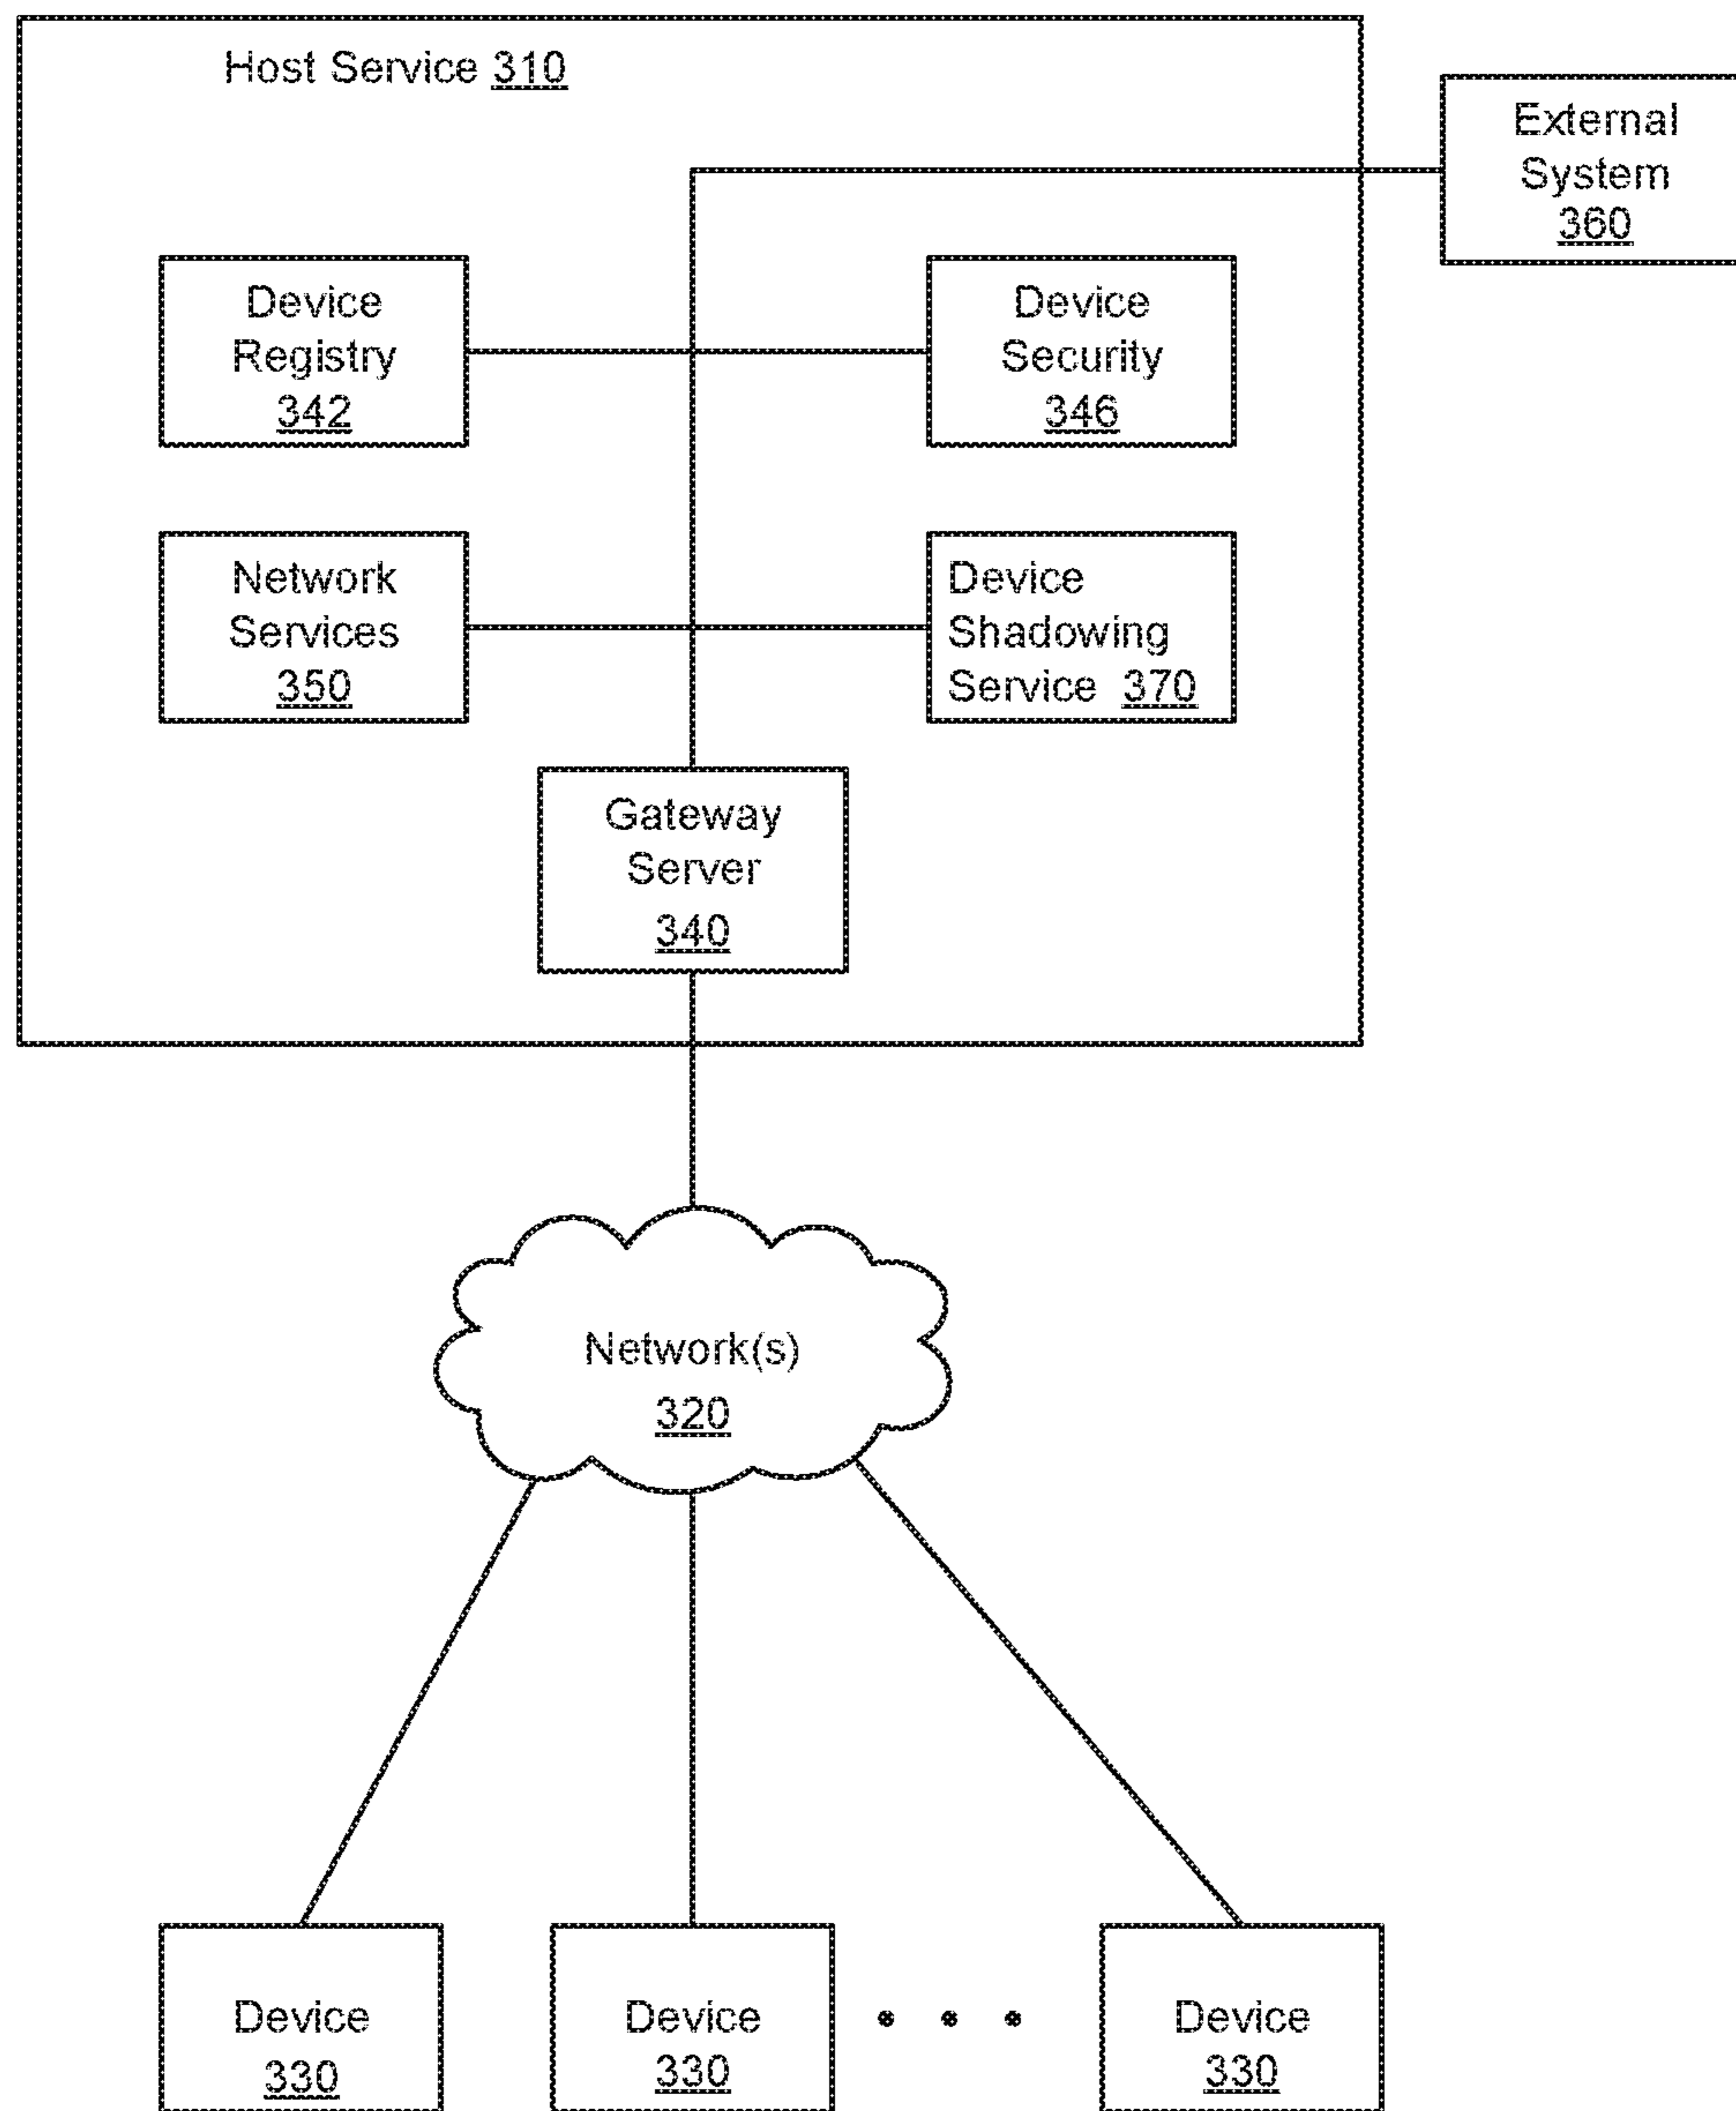 Host Service 310
External
System
360
Device
Registry
342
Device
Security
346
Network
Services
350
Device
Shadowing
Service 370
Gateway
Server
340
Network(s)
320
Device
330
Device
330
Device
330